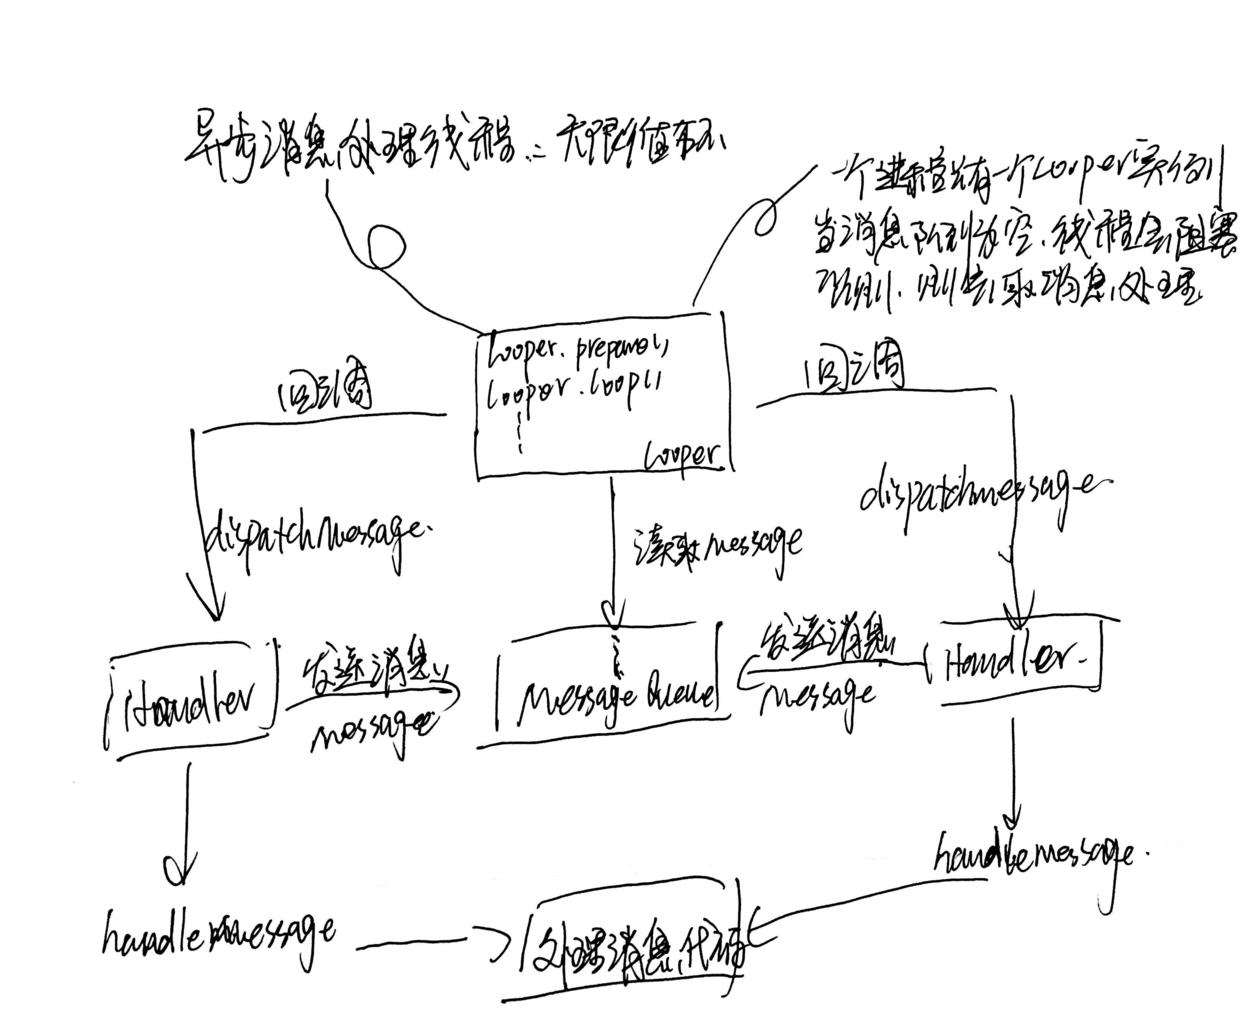 异步消息处理线程:无限循环
一个线程只有一个Looper实例
当消息队列为空、线程会阻塞
否则、则去取消息处理
Looper.prepare()
Looper.loop()
Looper
回调
回调
dispatchMessage.
读取message
dispatchmessage
Handler
发送消息
message
Message Queue
发送消息
message
Handler.
handlemessage
handlemessage.
处理消息代码